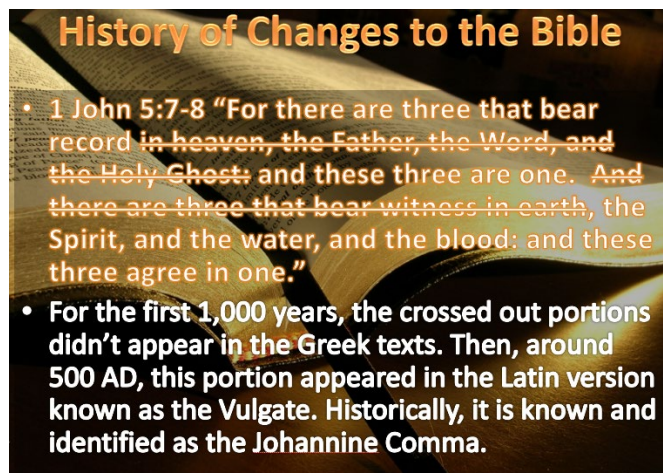 History of Changes to the Bible
• 1 John 5:7-8 “For there are three that bear
record in heaven, the Father, the Word, and
the Holy Ghost: and these three are one. And
there are three that bear witness in earth, the
Spirit, and the water, and the blood: and these
three agree in one.”
• For the first 1,000 years, the crossed out portions
didn’t appear in the Greek texts. Then, around
500 AD, this portion appeared in the Latin version
known as the Vulgate. Historically, it is known and
identified as the Johannine Comma.